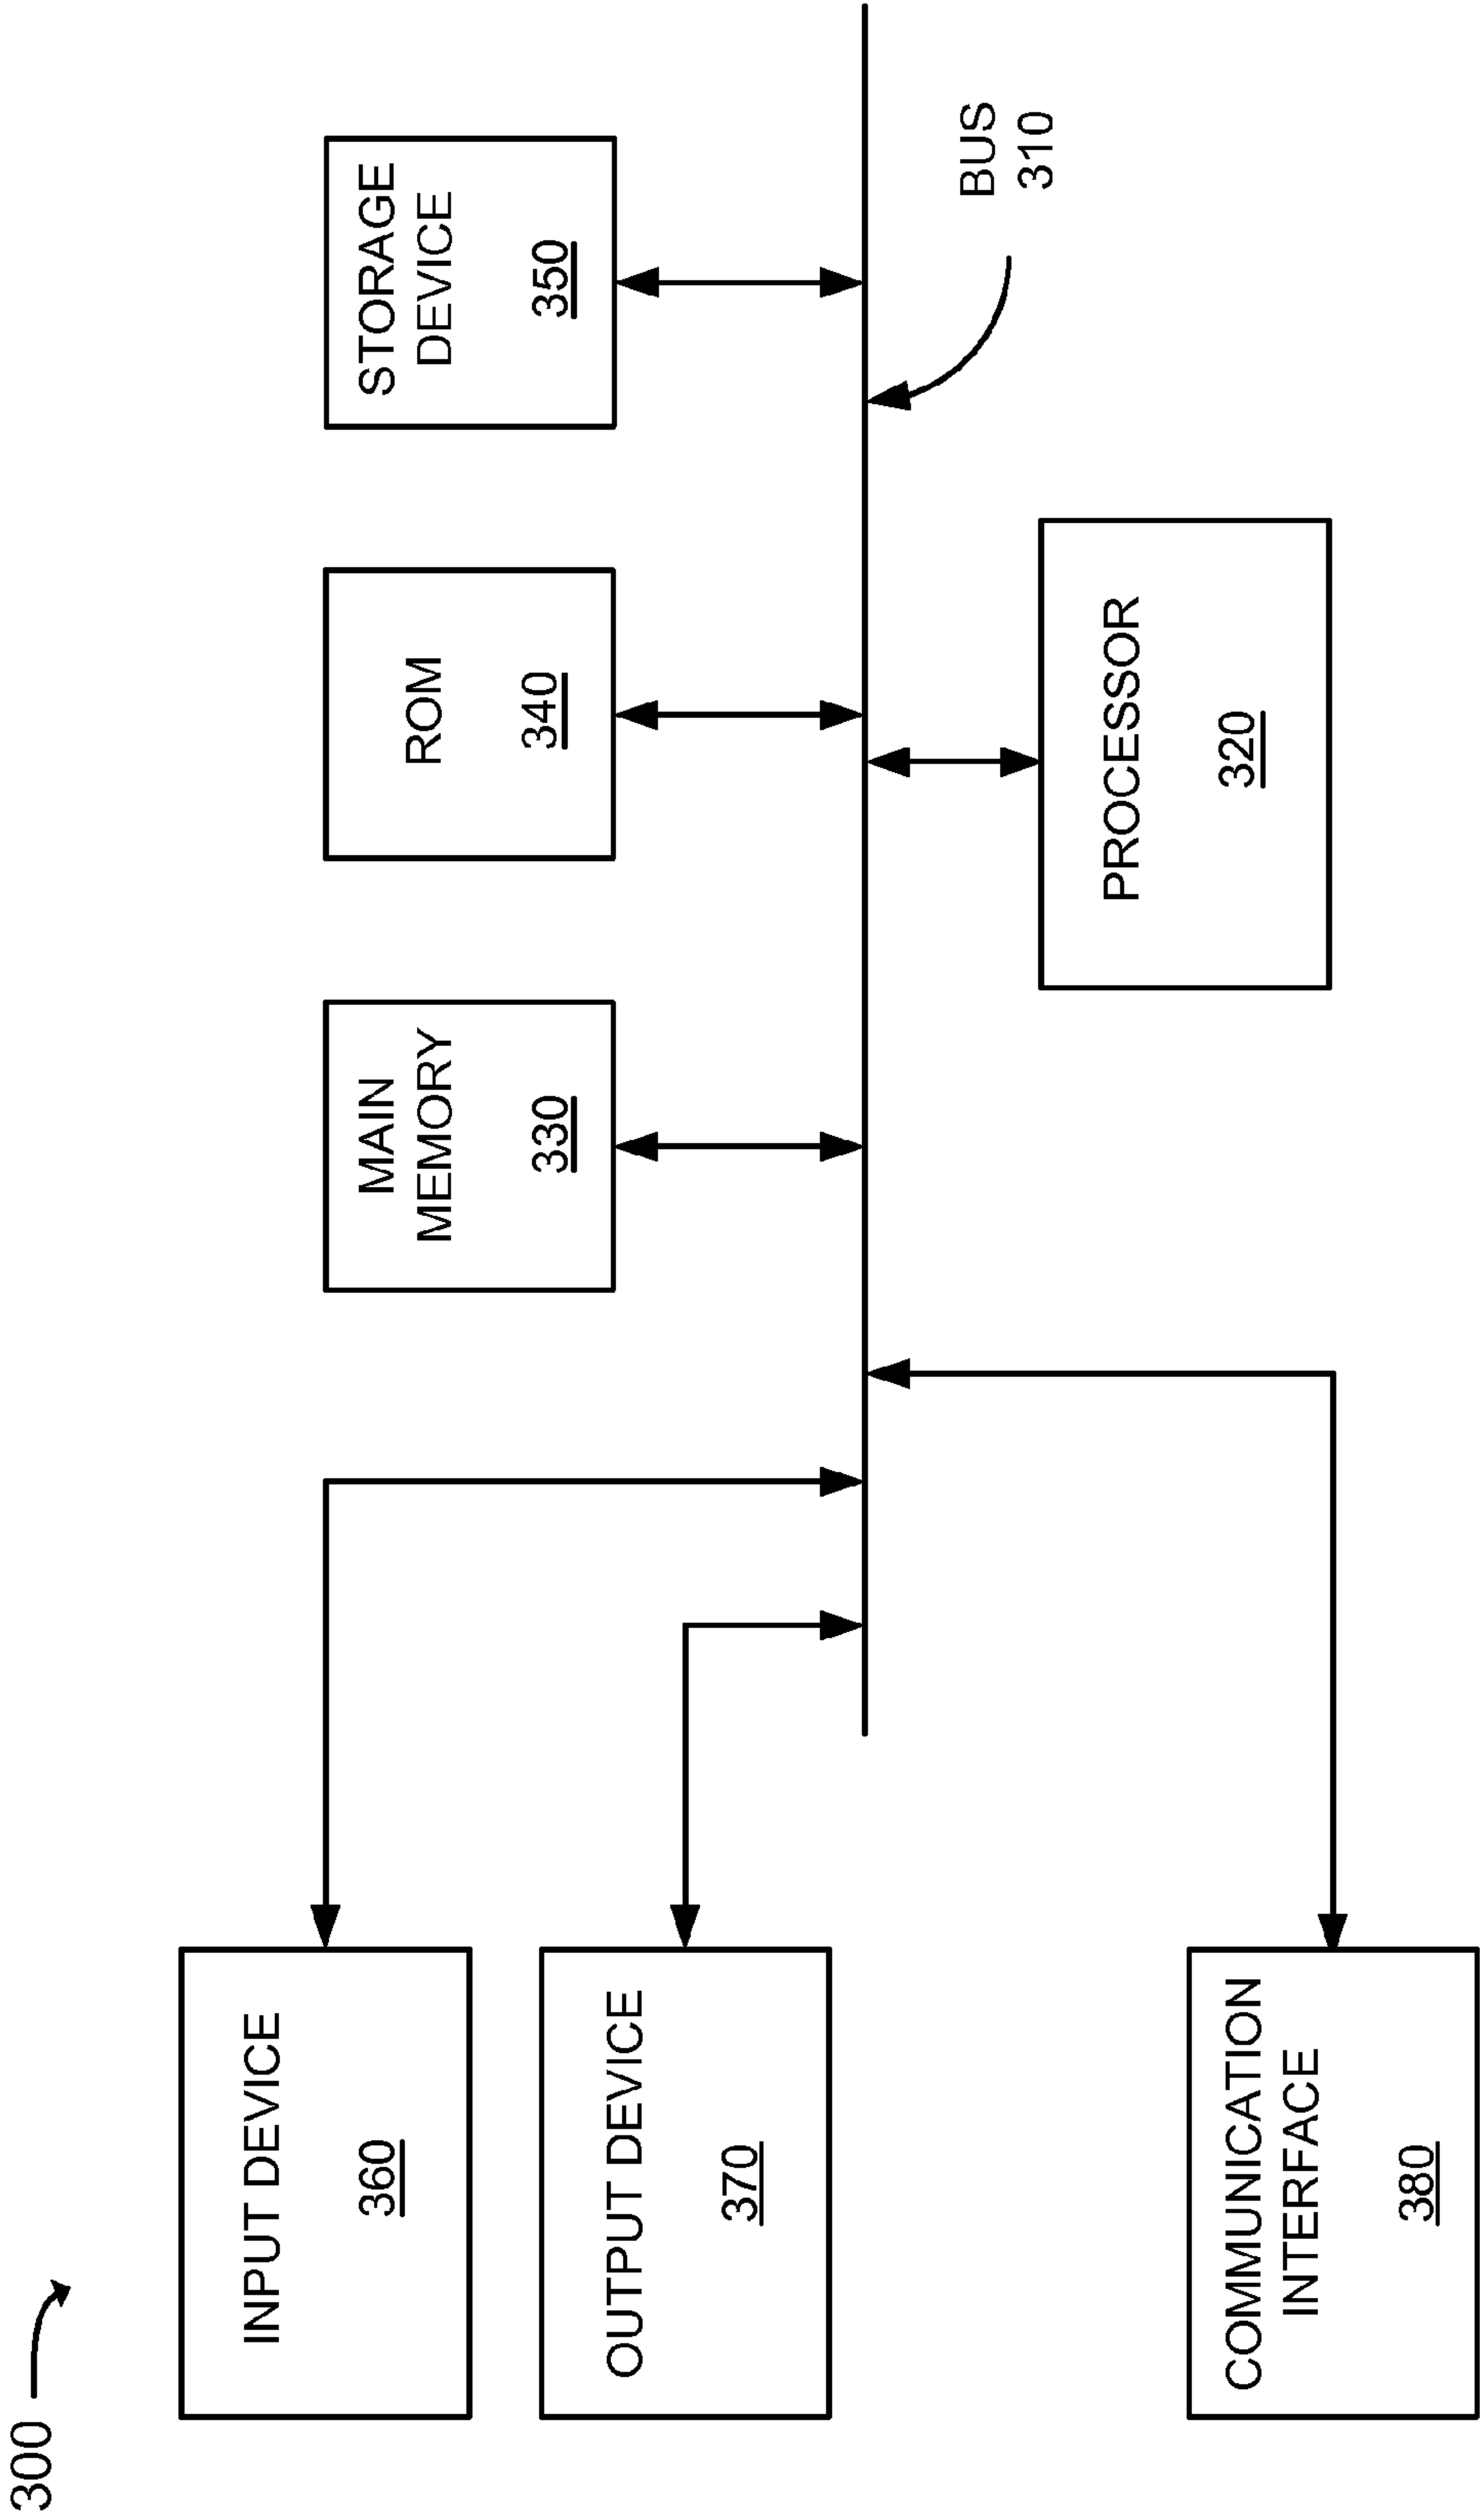 300
INPUT DEVICE
360
MAIN
MEMORY
330
ROM
340
STORAGE
DEVICE
350
OUTPUT DEVICE
370
BUS
310
COMMUNICATION
INTERFACE
380
PROCESSOR
320